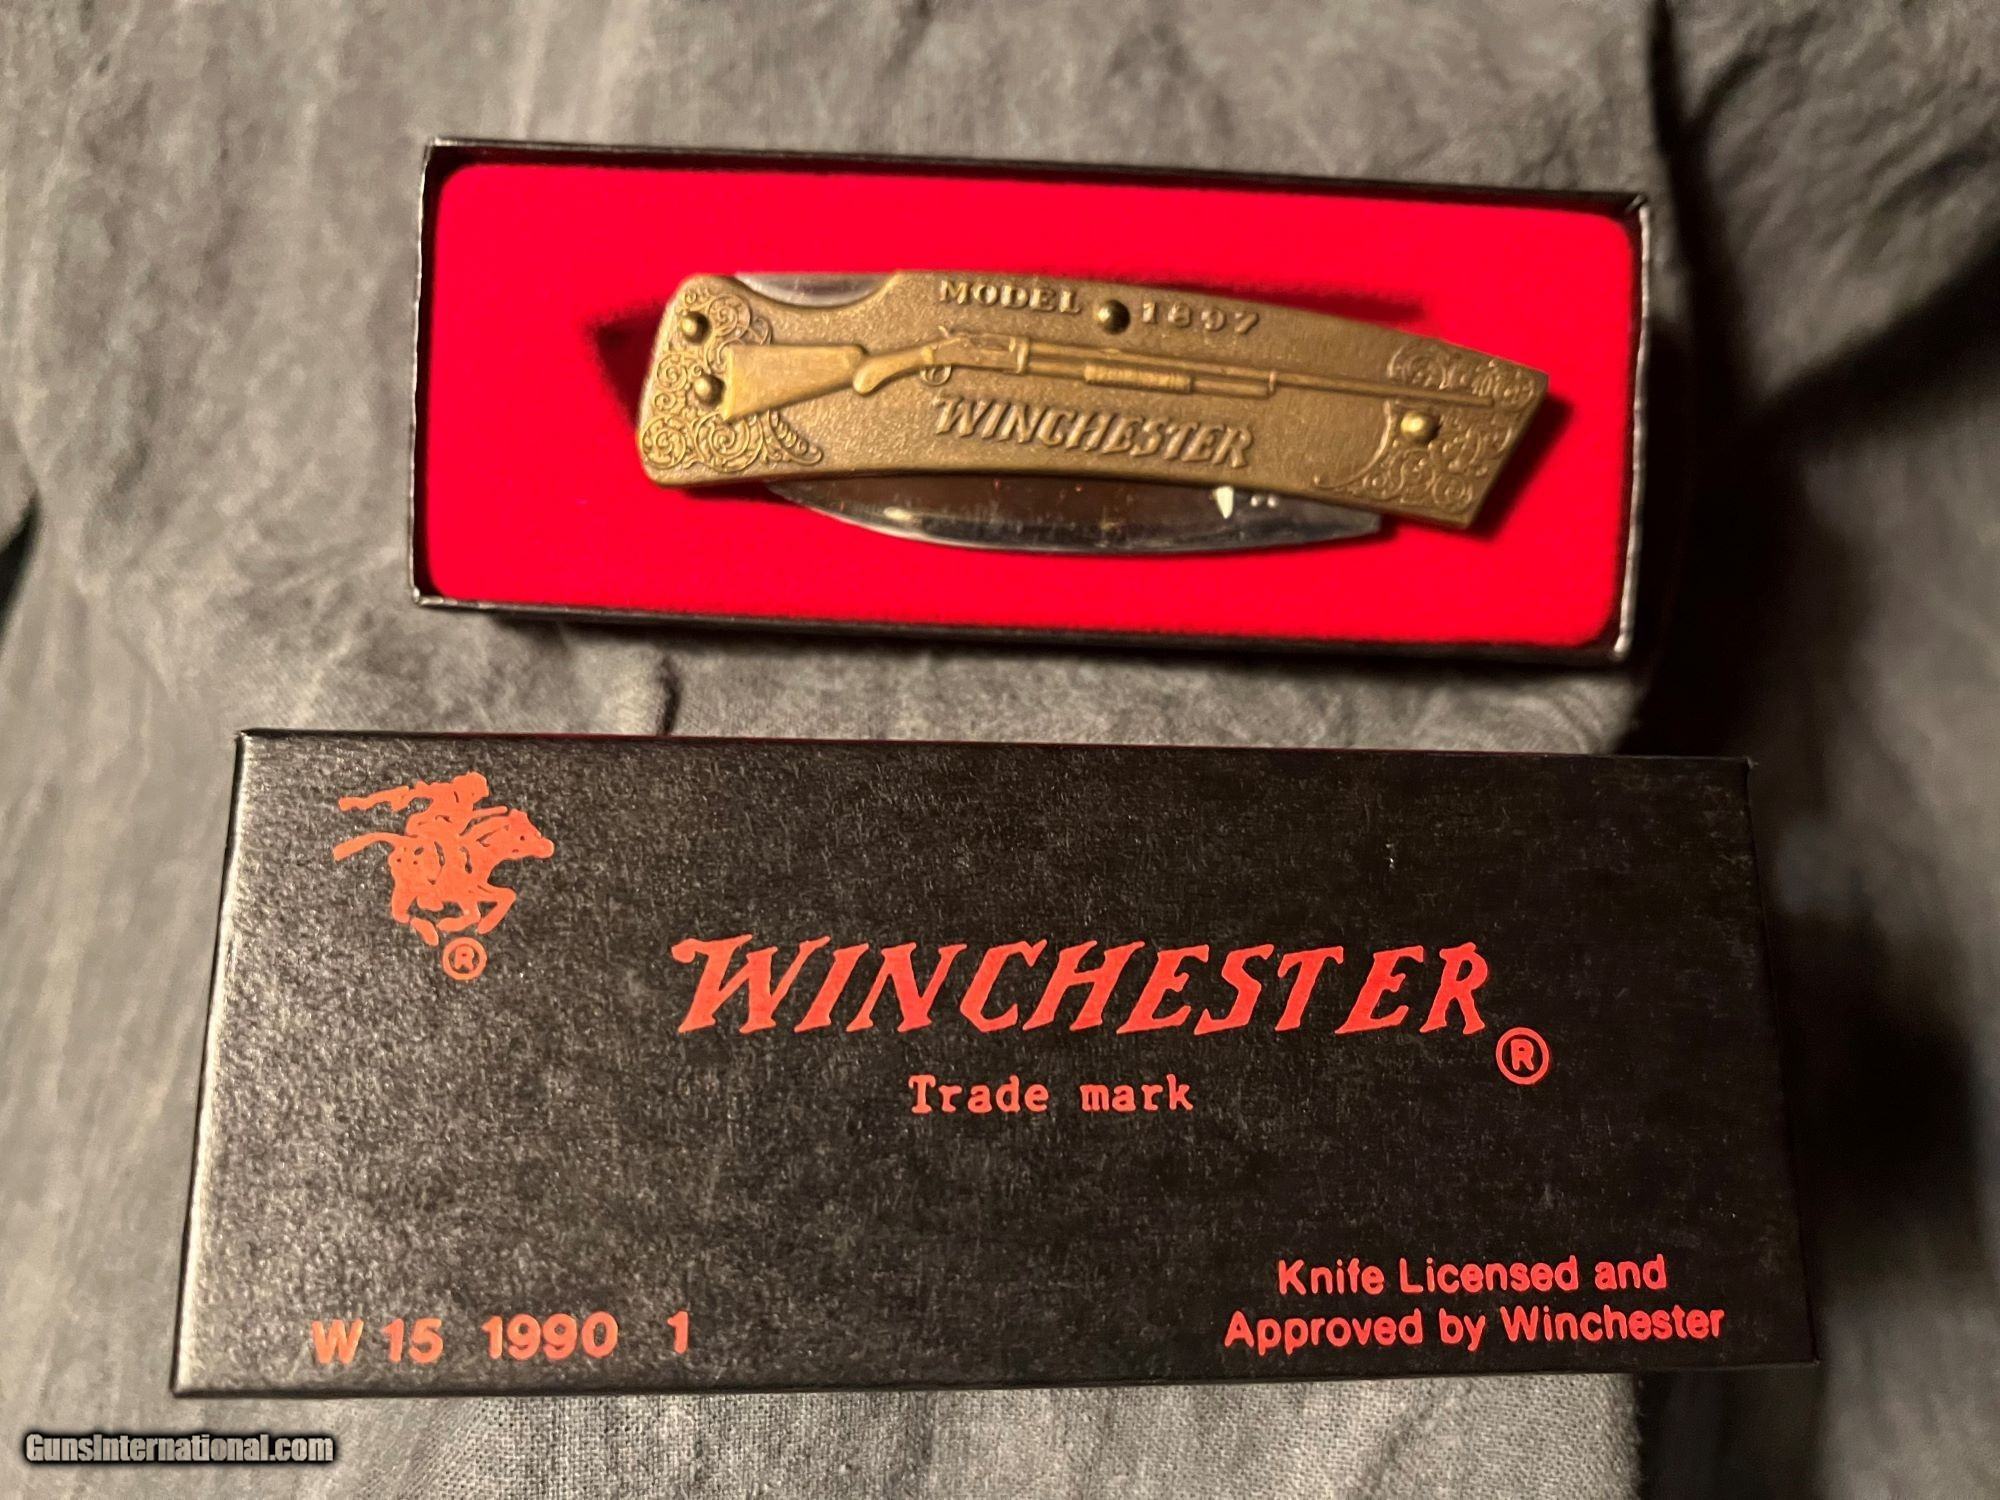 MODEL 1897
WINCHESTER
®
WINCHESTER®
Trade mark
Knife Licensed and
Approved by Winchester
W 15 1990 1
GunsInternational.com